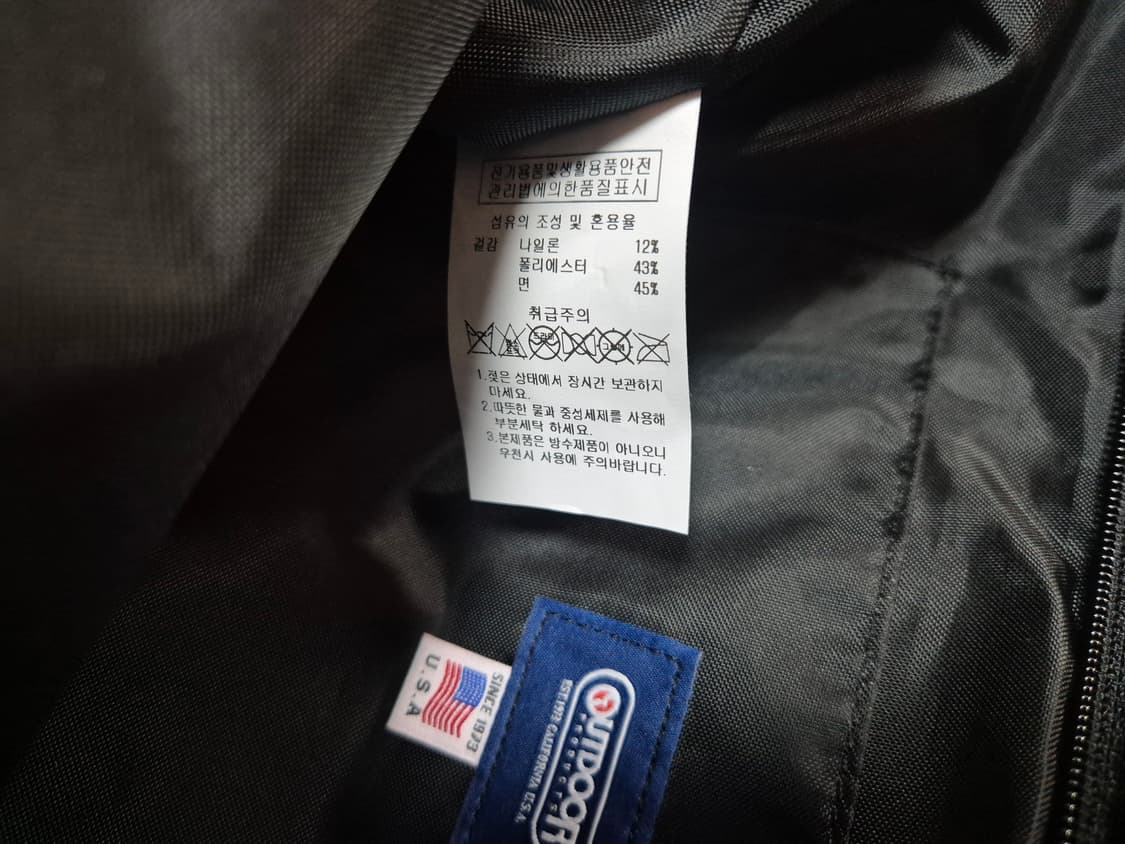 전기용품및생활용품안전
관리법에의한품질표시
섬유의 조성 및 혼용율
겉감 나일론 12%
폴리에스터 43%
면 45%
취급주의
1.젖은 상태에서 장시간 보관하지
마세요.
2.따뜻한 물과 중성세제를 사용해
부분세탁 하세요.
3.본제품은 방수제품이 아니오니
우천시 사용에 주의바랍니다.
SINCE 1973
U.S.A
OUTDOOR
PRODUCTS
EST.1973 CALIFORNIA U.S.A.